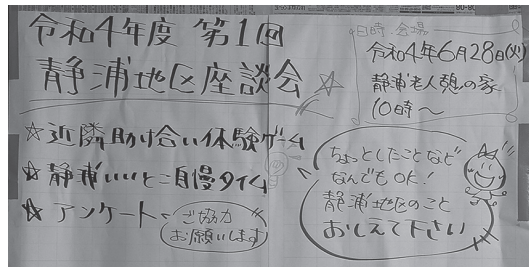 令和4年度 第1回
静浦地区座談会
日時・会場
令和4年6月28日(火)
静浦老人憩の家
10時～
☆近隣助け合い体験ゲーム
☆静浦いいとこ自慢タイム
☆アンケート
ご協力
お願いします
ちょっとしたことなど
なんでもOK!
静浦地区のこと
おしえて下さい